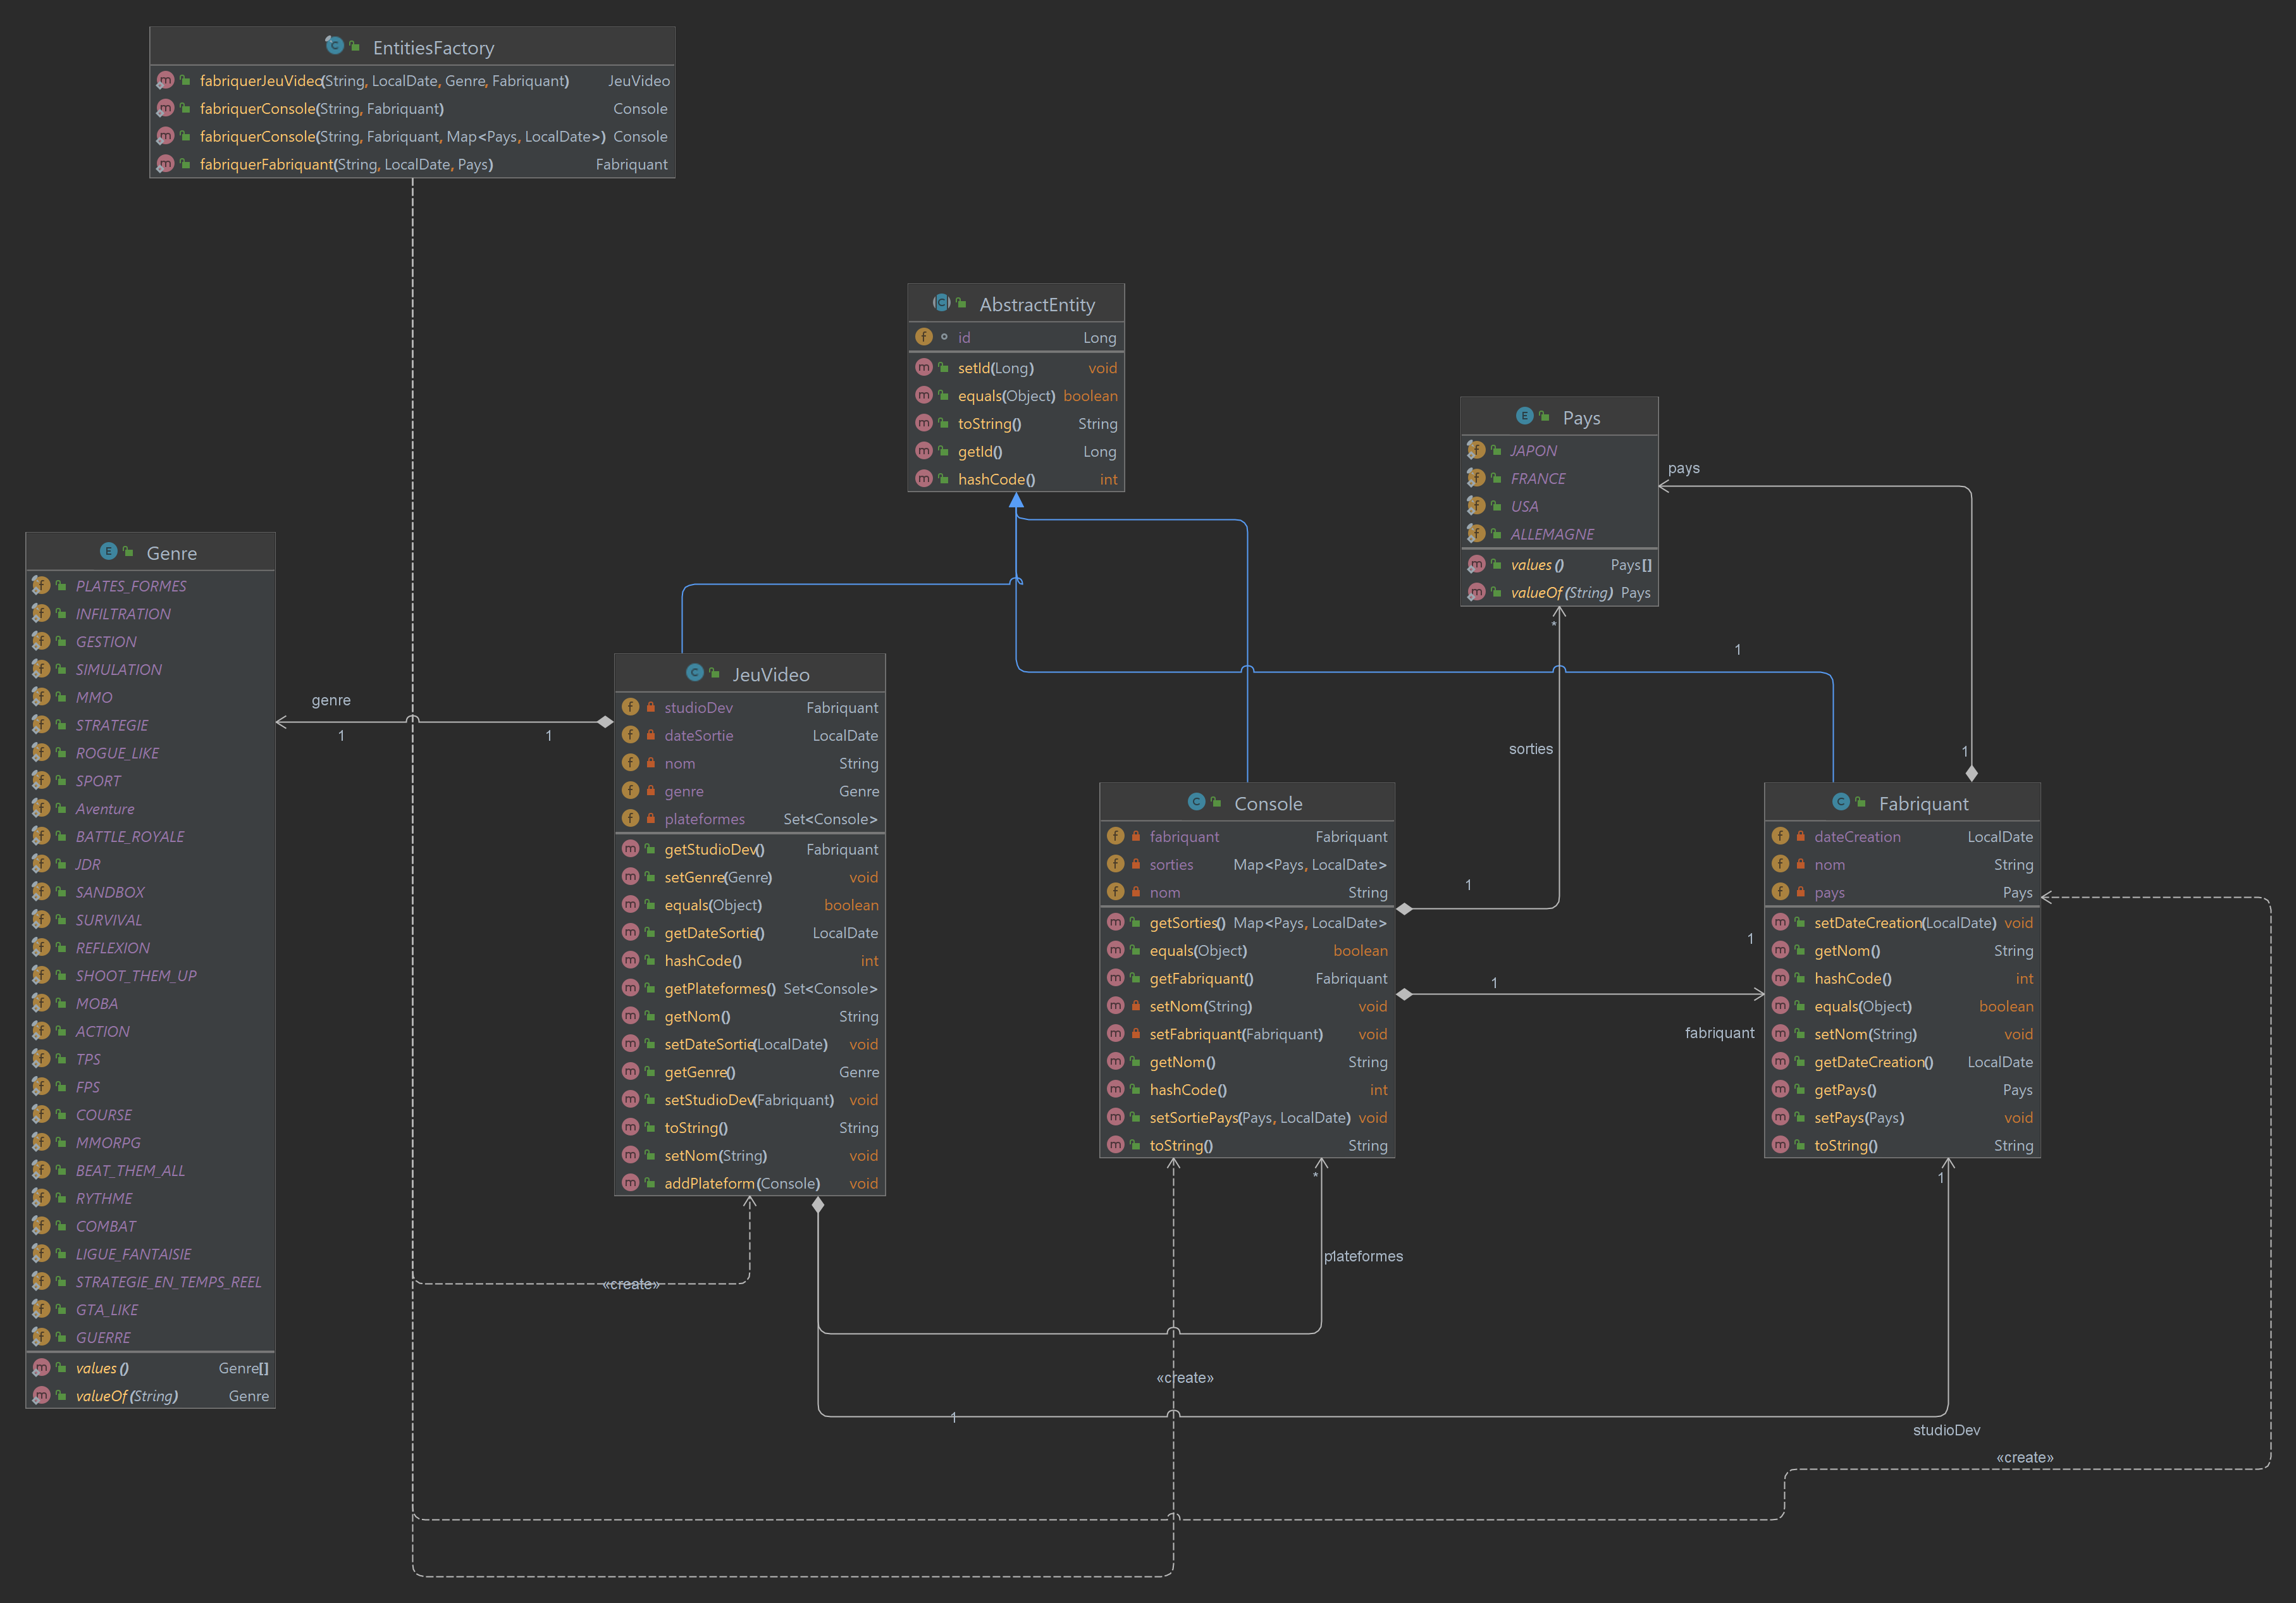 EntitiesFactory
fabriquerJeuVideo(String, LocalDate, Genre, Fabriquant) JeuVideo
fabriquerConsole(String, Fabriquant) Console
fabriquerConsole(String, Fabriquant, Map<Pays, LocalDate>) Console
fabriquerFabriquant(String, LocalDate, Pays) Fabriquant
AbstractEntity
id Long
setId(Long) void
equals(Object) boolean
toString() String
getId() Long
hashCode() int
Pays
JAPON
FRANCE
USA
ALLEMAGNE
values() Pays[]
valueOf(String) Pays
pays
*
1
sorties
1
1
Genre
PLATES_FORMES
INFILTRATION
GESTION
SIMULATION
MMO
STRATEGIE
ROGUE_LIKE
SPORT
Aventure
BATTLE_ROYALE
JDR
SANDBOX
SURVIVAL
REFLEXION
SHOOT_THEM_UP
MOBA
ACTION
TPS
FPS
COURSE
MMORPG
BEAT_THEM_ALL
RYTHME
COMBAT
LIGUE_FANTAISIE
STRATEGIE_EN_TEMPS_REEL
GTA_LIKE
GUERRE
values() Genre[]
valueOf(String) Genre
genre
1
1
JeuVideo
studioDev Fabriquant
dateSortie LocalDate
nom String
genre Genre
plateformes Set<Console>
getStudioDev() Fabriquant
setGenre(Genre) void
equals(Object) boolean
getDateSortie() LocalDate
hashCode() int
getPlateformes() Set<Console>
getNom() String
setDateSortie(LocalDate) void
getGenre() Genre
setStudioDev(Fabriquant) void
toString() String
setNom(String) void
addPlateform(Console) void
Console
fabriquant Fabriquant
sorties Map<Pays, LocalDate>
nom String
getSorties() Map<Pays, LocalDate>
equals(Object) boolean
getFabriquant() Fabriquant
setNom(String) void
setFabriquant(Fabriquant) void
getNom() String
hashCode() int
setSortiePays(Pays, LocalDate) void
toString() String
1
1
fabriquant
Fabriquant
dateCreation LocalDate
nom String
pays Pays
setDateCreation(LocalDate) void
getNom() String
hashCode() int
equals(Object) boolean
setNom(String) void
getDateCreation() LocalDate
getPays() Pays
setPays(Pays) void
toString() String
*
1
plateformes
1
«create»
«create»
1
studioDev
«create»